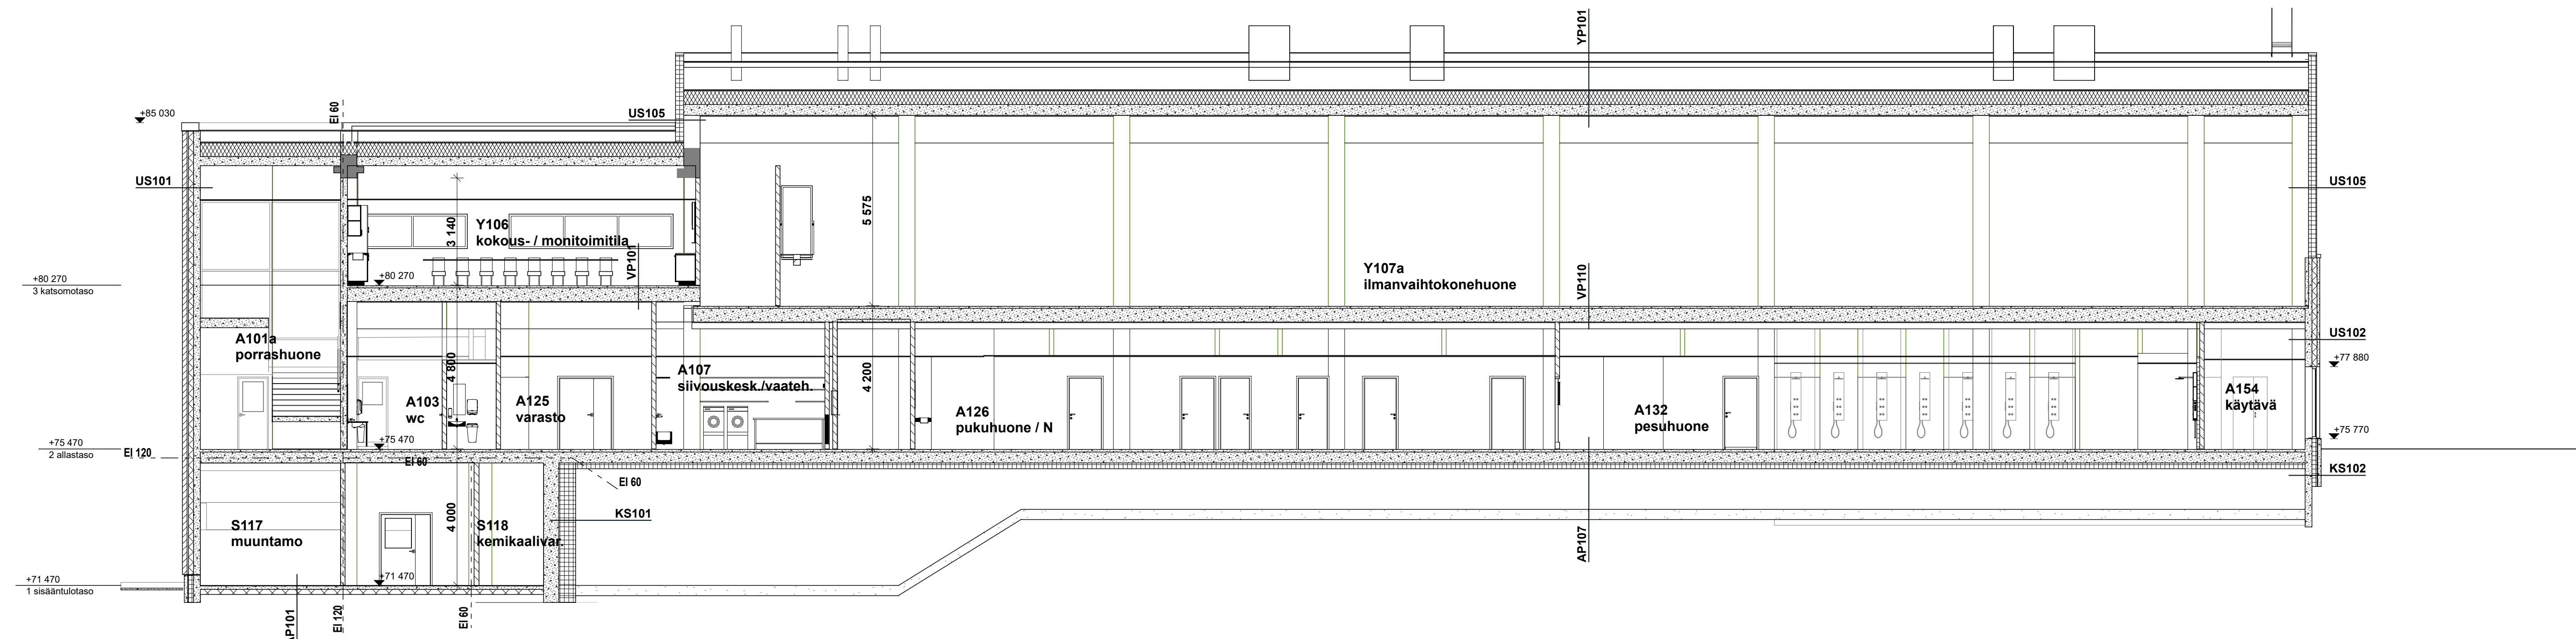 YP101
EI 60
+85 030
US105
US101
US105
5 575
3 140
Y106
kokous- / monitoimitila
VP101
+80 270
3 katsomotaso
+80 270
Y107a
ilmanvaihtokonehuone
VP110
US102
A101a
porrashuone
4 800
A107
siivouskesk./vaateh.
4 200
+77 880
A103
wc
A125
varasto
A126
pukuhuone / N
A132
pesuhuone
A154
käytävä
+75 470
2 allastaso
EI 120
+75 470
EI 60
+75 770
KS102
EI 60
4 000
KS101
S117
muuntamo
S118
kemikaalivar.
AP107
+71 470
1 sisääntulotaso
+71 470
AP101
EI 120
EI 60